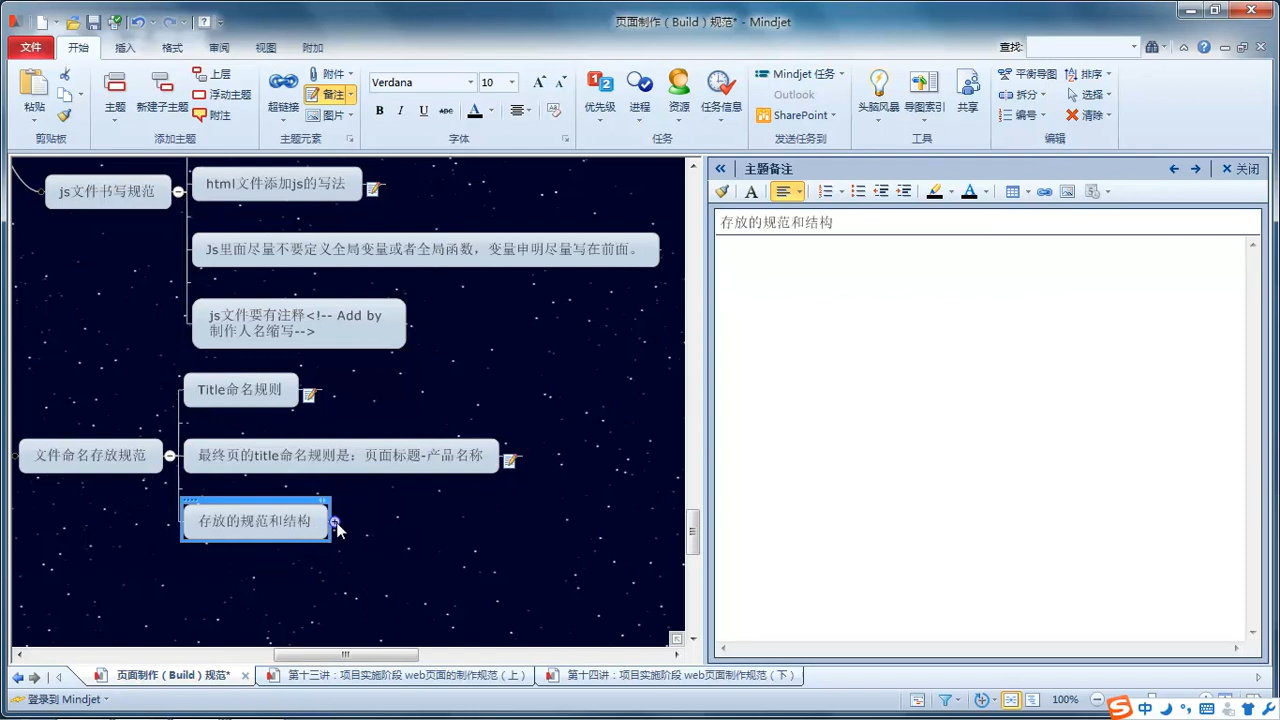 页面制作（Build）规范* - Mindjet
文件
开始
插入
格式
审阅
视图
附加
查找:
粘贴
剪贴板
主题
新建子主题
上层
浮动主题
附注
添加主题
超链接
附件
备注
图片
主题元素
Verdana
10
B
I
U
abc
A
字体
优先级
进程
资源
任务信息
任务
Mindjet 任务
Outlook
SharePoint
发送任务到
头脑风暴
导图索引
共享
工具
平衡导图
拆分
编号
排序
选择
清除
编辑
js文件书写规范
html文件添加js的写法
Js里面尽量不要定义全局变量或者全局函数，变量申明尽量写在前面。
js文件要有注释<!-- Add by
制作人名缩写-->
Title命名规则
文件命名存放规范
最终页的title命名规则是：页面标题-产品名称
存放的规范和结构
主题备注
关闭
存放的规范和结构
页面制作（Build）规范*
第十三讲：项目实施阶段 web页面的制作规范（上）
第十四讲：项目实施阶段 web页面的制作规范（下）
登录到 Mindjet
100%
中